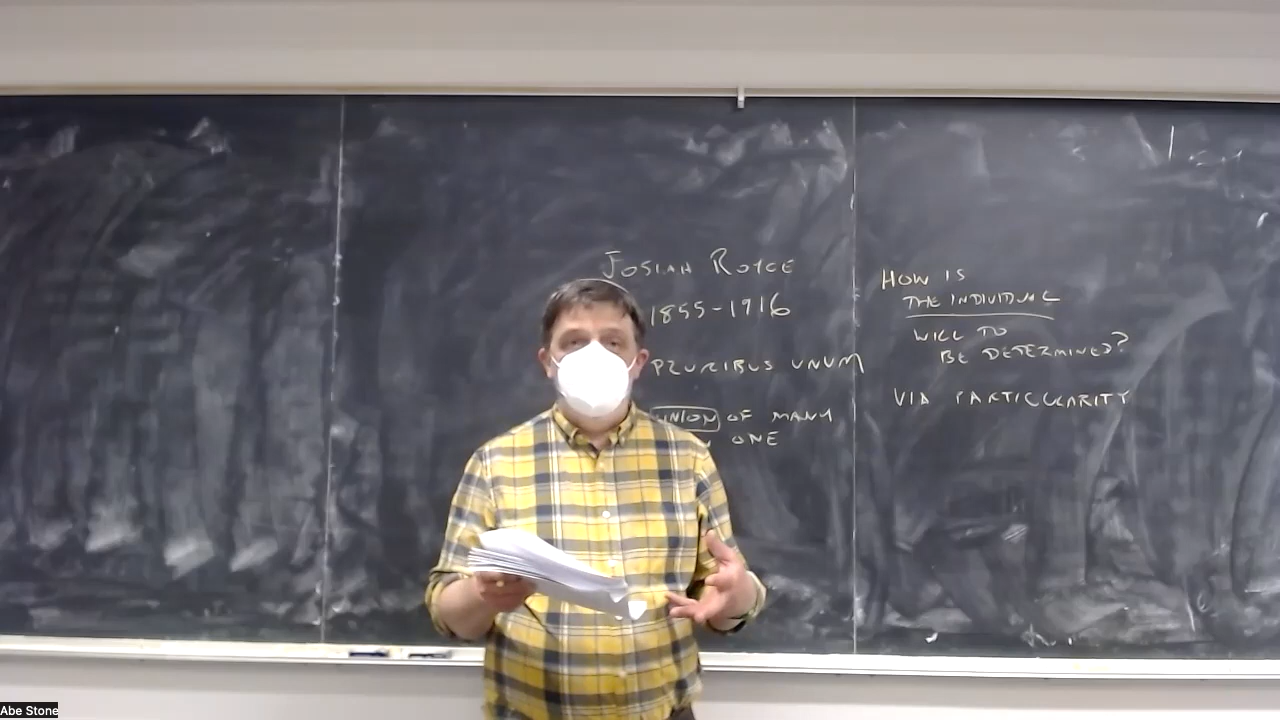 JOSIAH ROYCE
1855-1916
PLURIBUS UNUM
UNION OF MANY
ONE
HOW IS
THE INDIVIDUAL
WILL TO
BE DETERMINED?
VIA PARTICULARITY
Abe Stone